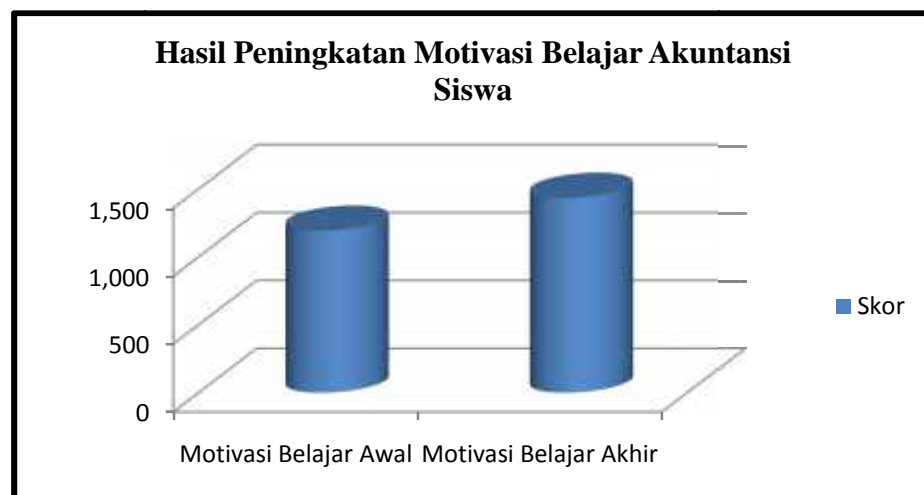 Hasil Peningkatan Motivasi Belajar Akuntansi
Siswa
1,500
1,000
500
0
Motivasi Belajar Awal Motivasi Belajar Akhir
Skor